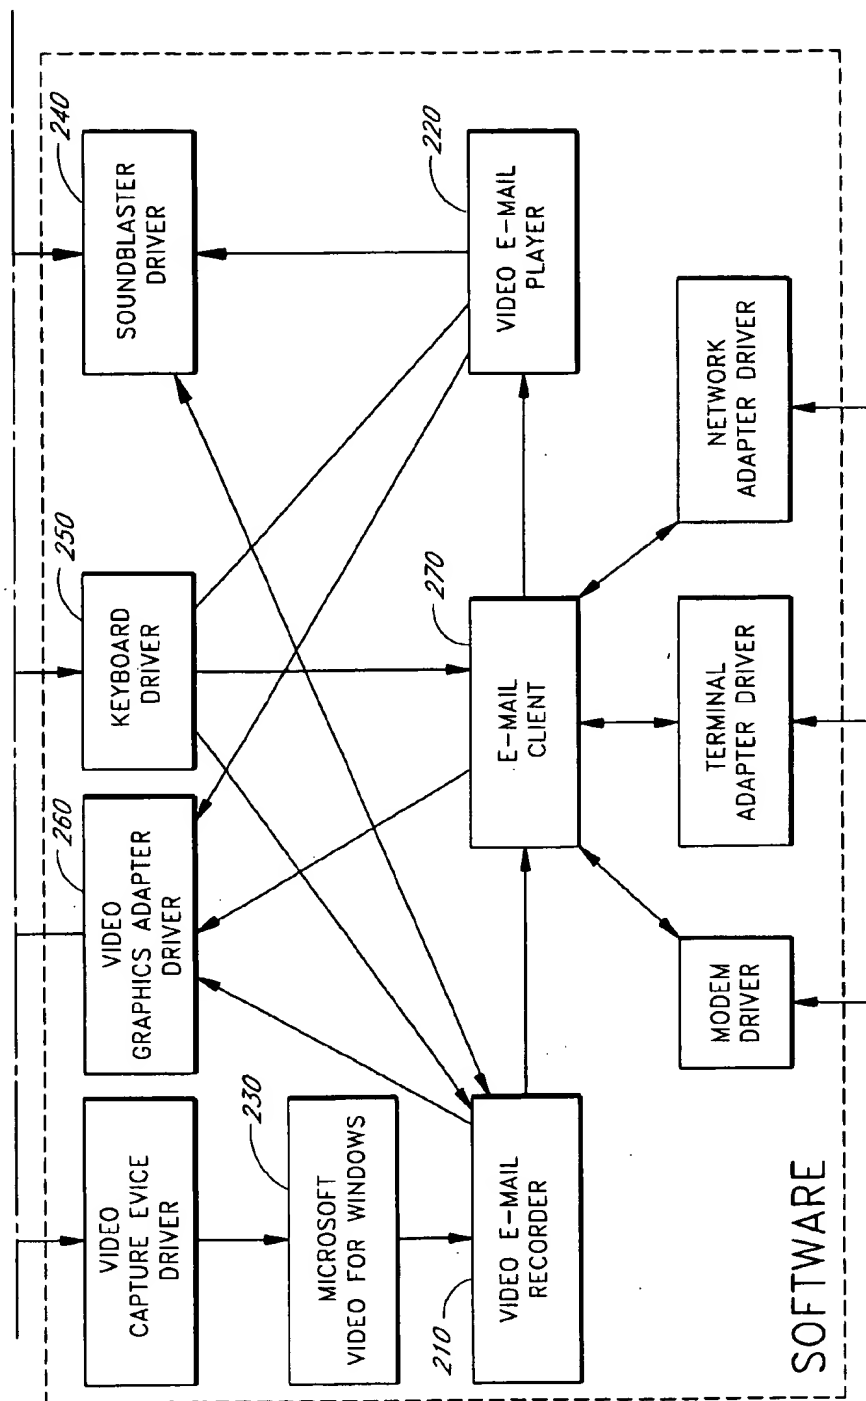 VIDEO
CAPTURE EVICE
DRIVER
260
VIDEO
GRAPHICS ADAPTER
DRIVER
250
KEYBOARD
DRIVER
240
SOUNDBLASTER
DRIVER
230
MICROSOFT
VIDEO FOR WINDOWS
210
VIDEO E-MAIL
RECORDER
270
E-MAIL
CLIENT
220
VIDEO E-MAIL
PLAYER
MODEM
DRIVER
TERMINAL
ADAPTER DRIVER
NETWORK
ADAPTER DRIVER
SOFTWARE